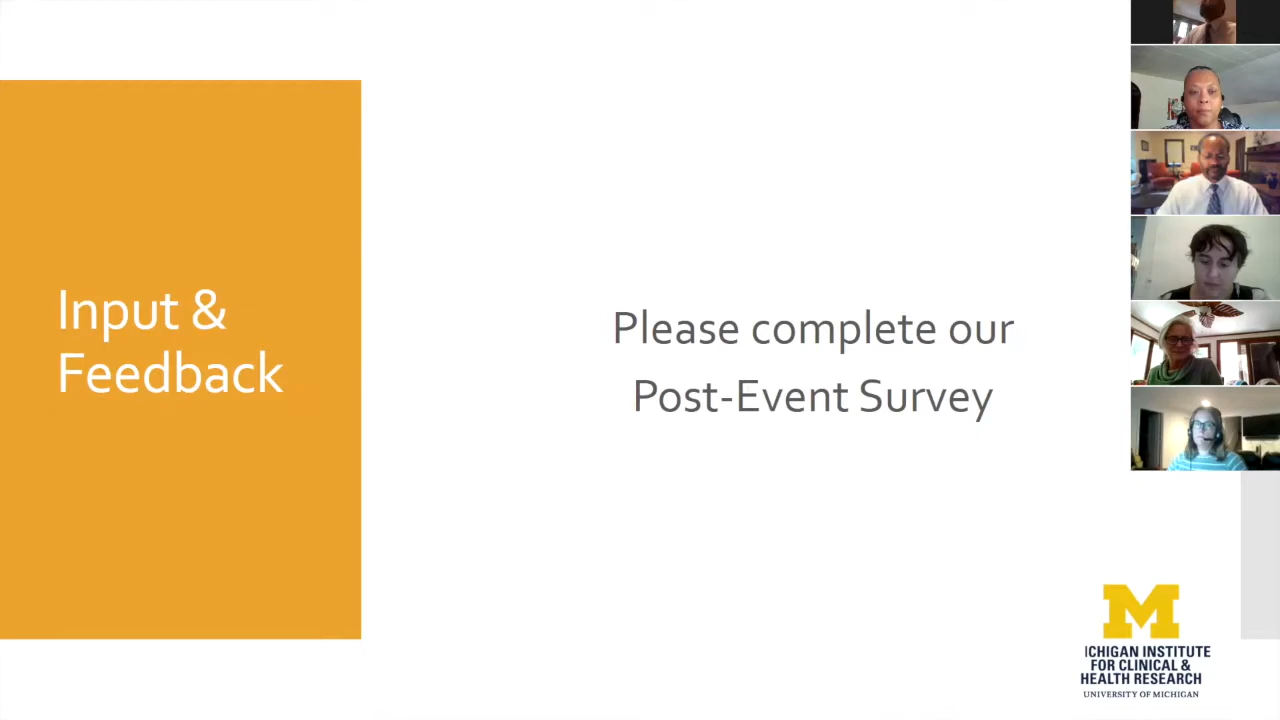 Input &
Feedback
Please complete our
Post-Event Survey
M
ICHIGAN INSTITUTE
FOR CLINICAL &
HEALTH RESEARCH
UNIVERSITY OF MICHIGAN